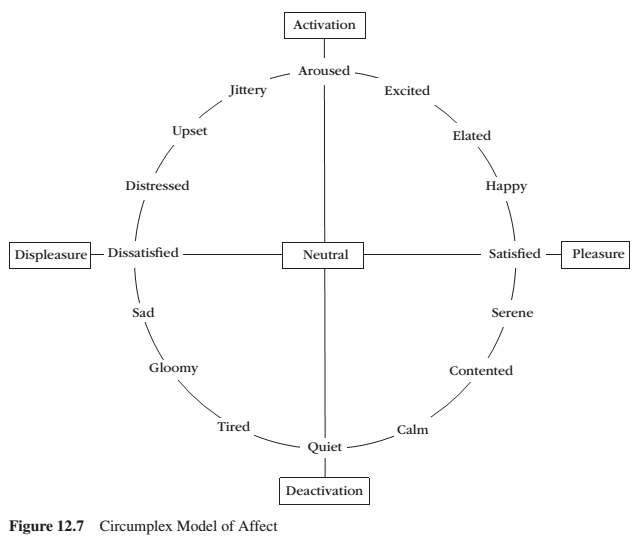 Activation
Aroused
Jittery
Excited
Upset
Elated
Distressed
Happy
Displeasure
Dissatisfied
Neutral
Satisfied
Pleasure
Sad
Serene
Gloomy
Contented
Tired
Calm
Quiet
Deactivation
Figure 12.7 Circumplex Model of Affect